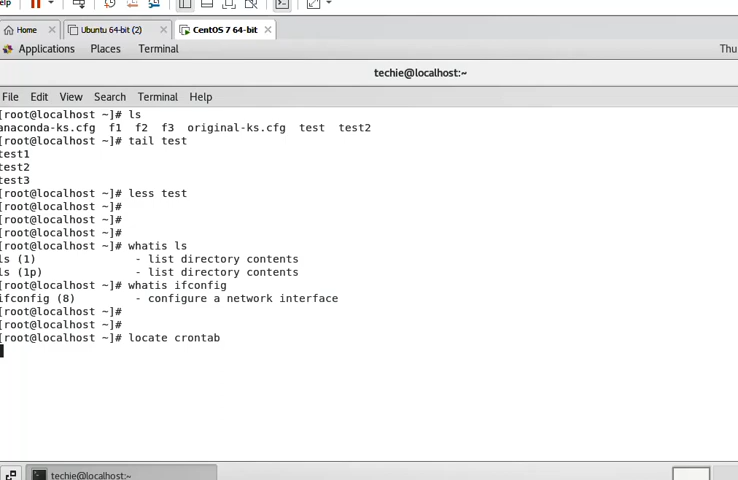 elp
Home Ubuntu 64-bit (2) CentOS 7 64-bit
Applications Places Terminal Thu
techie@localhost:~
File Edit View Search Terminal Help
[root@localhost ~]# ls
anaconda-ks.cfg f1 f2 f3 original-ks.cfg test test2
[root@localhost ~]# tail test
test1
test2
test3
[root@localhost ~]# less test
[root@localhost ~]#
[root@localhost ~]#
[root@localhost ~]#
[root@localhost ~]# whatis ls
ls (1) - list directory contents
ls (1p) - list directory contents
[root@localhost ~]# whatis ifconfig
ifconfig (8) - configure a network interface
[root@localhost ~]#
[root@localhost ~]#
[root@localhost ~]# locate crontab
techie@localhost:~